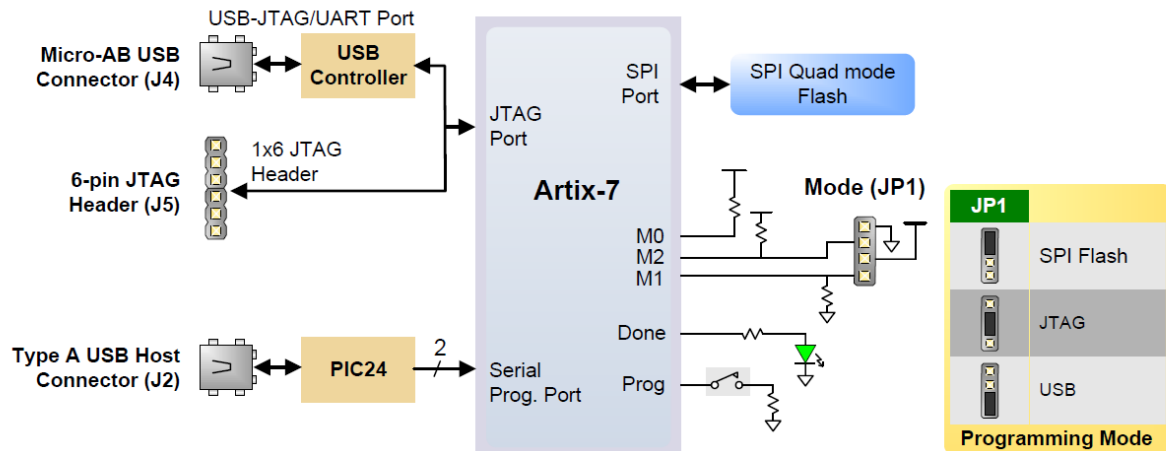 USB-JTAG/UART Port
Micro-AB USB
Connector (J4)
USB
Controller
SPI
Port
SPI Quad mode
Flash
JTAG
Port
1x6 JTAG
Header
6-pin JTAG
Header (J5)
Artix-7
Mode (JP1)
M0
M2
M1
JP1
SPI Flash
JTAG
USB
Programming Mode
Done
Type A USB Host
Connector (J2)
PIC24
2
Serial
Prog. Port
Prog